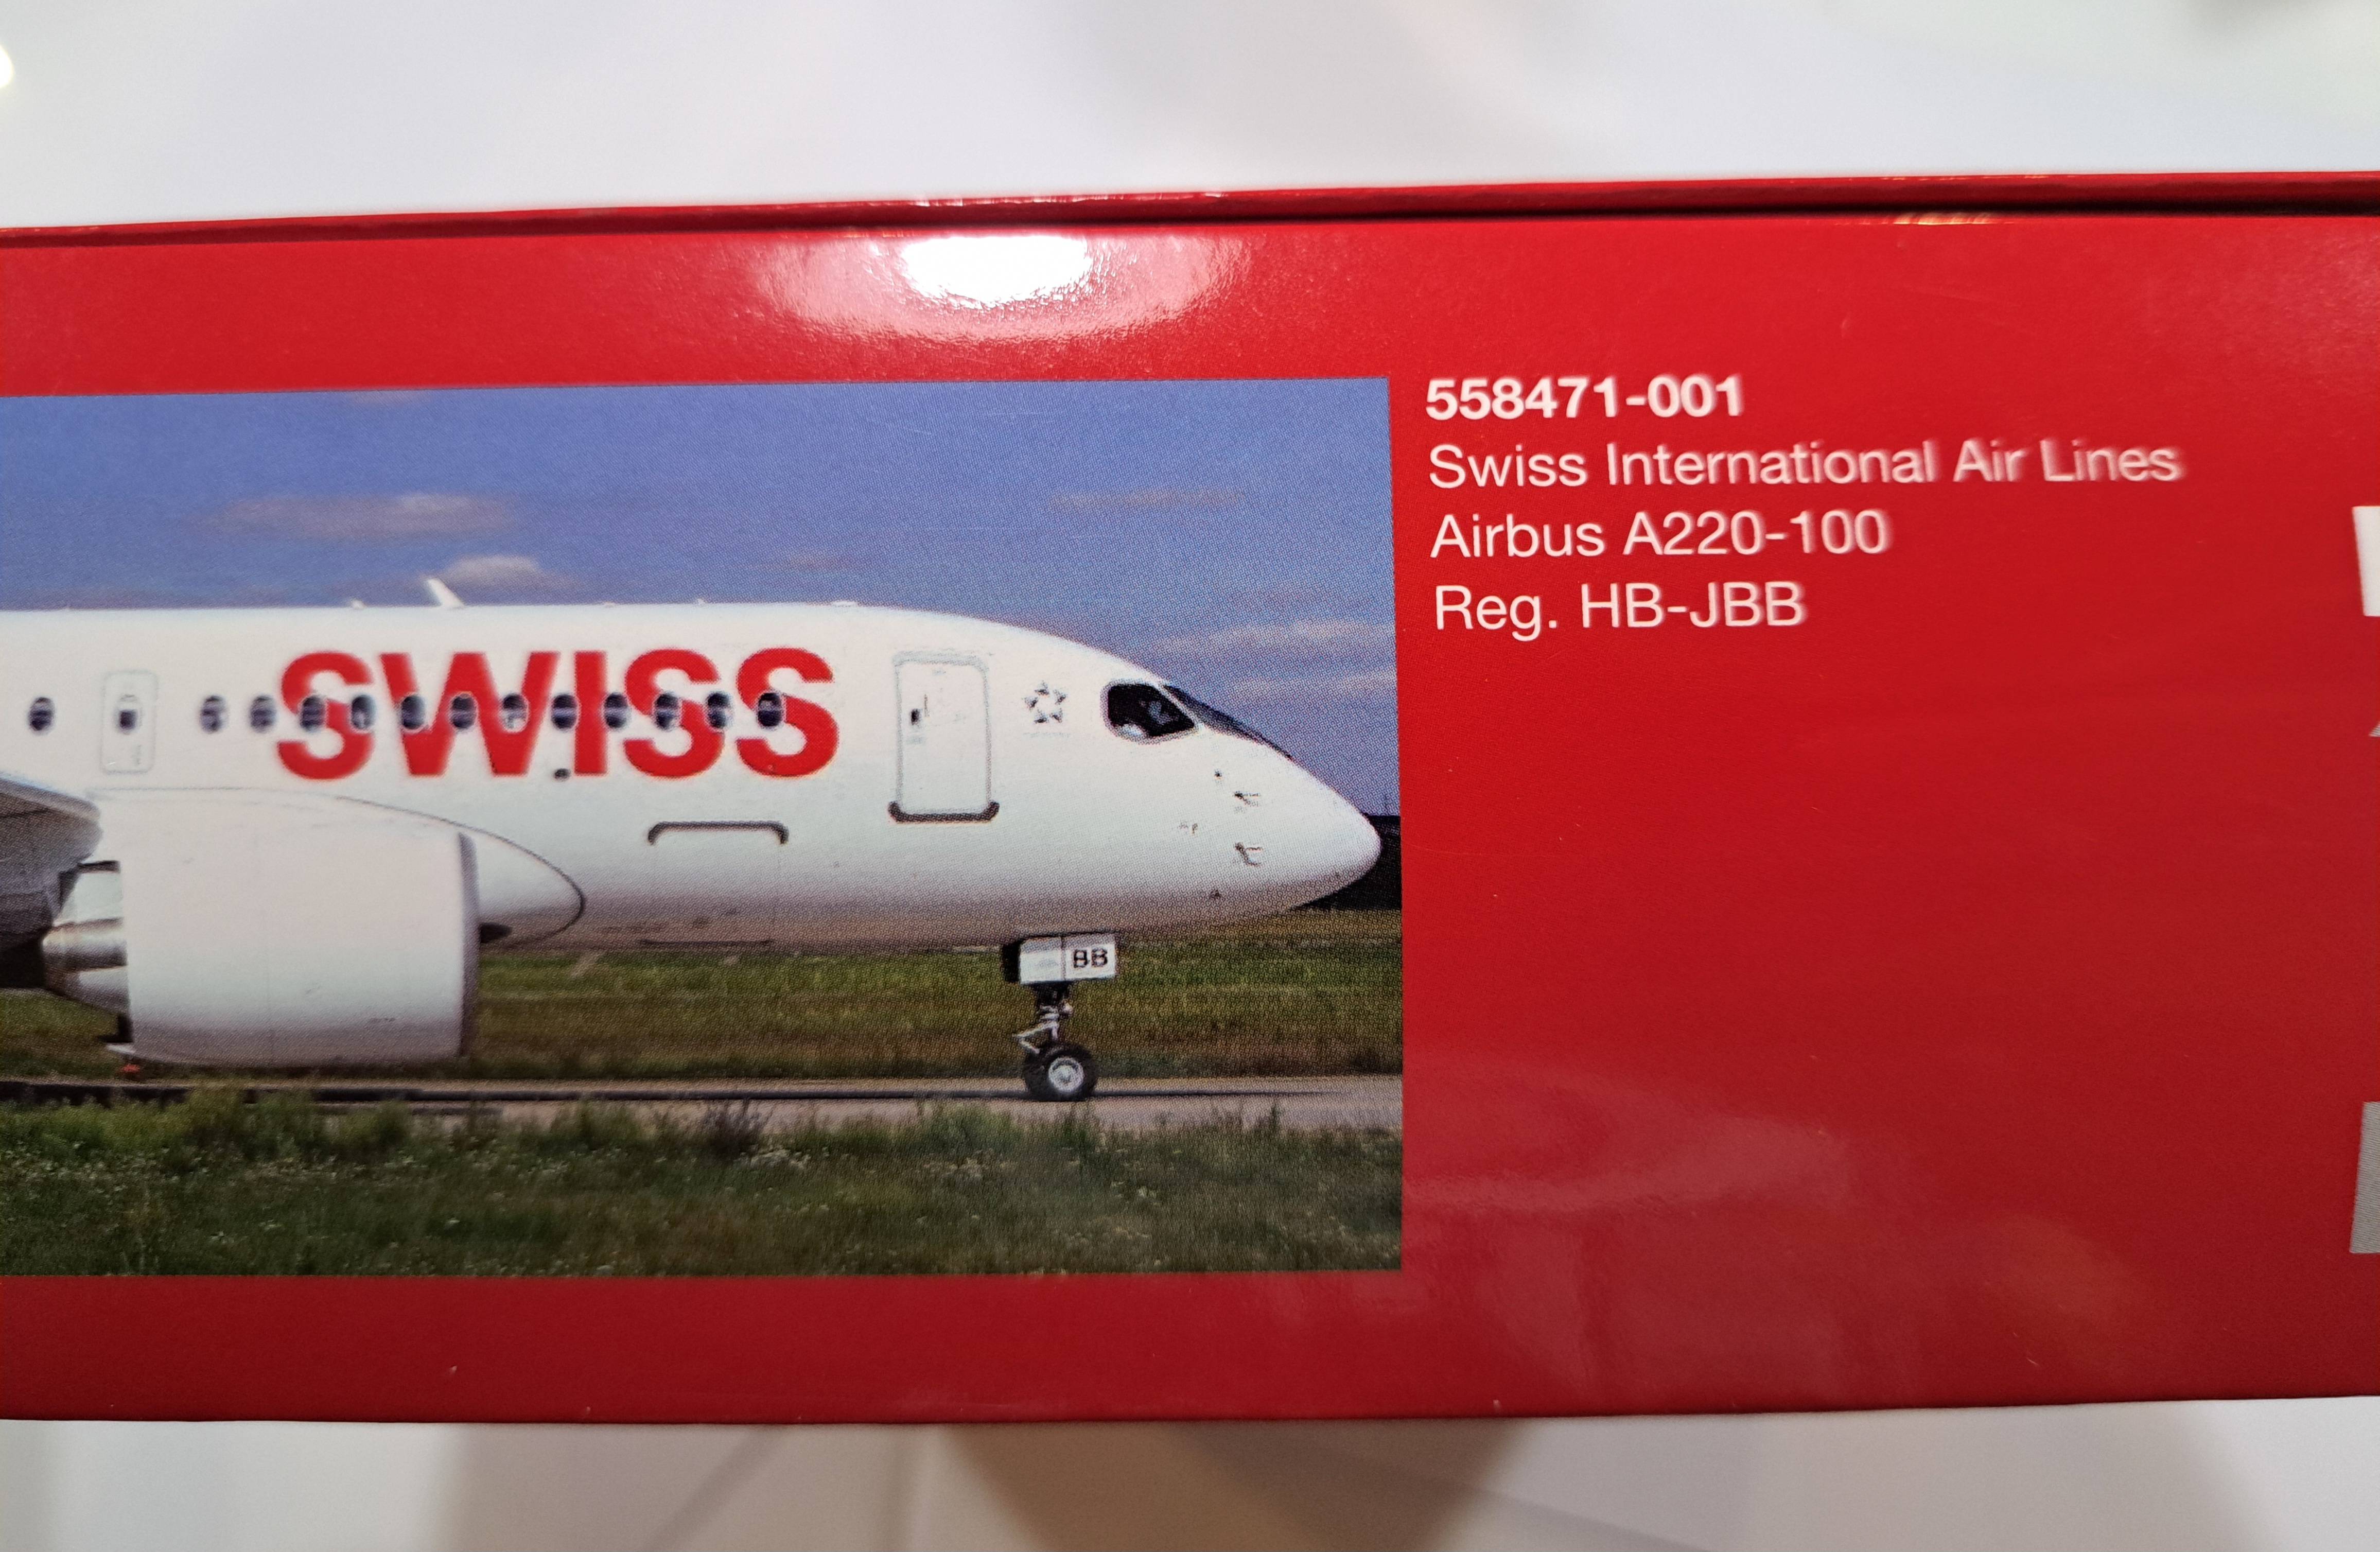 558471-001
Swiss International Air Lines
Airbus A220-100
Reg. HB-JBB
SWISS
BB